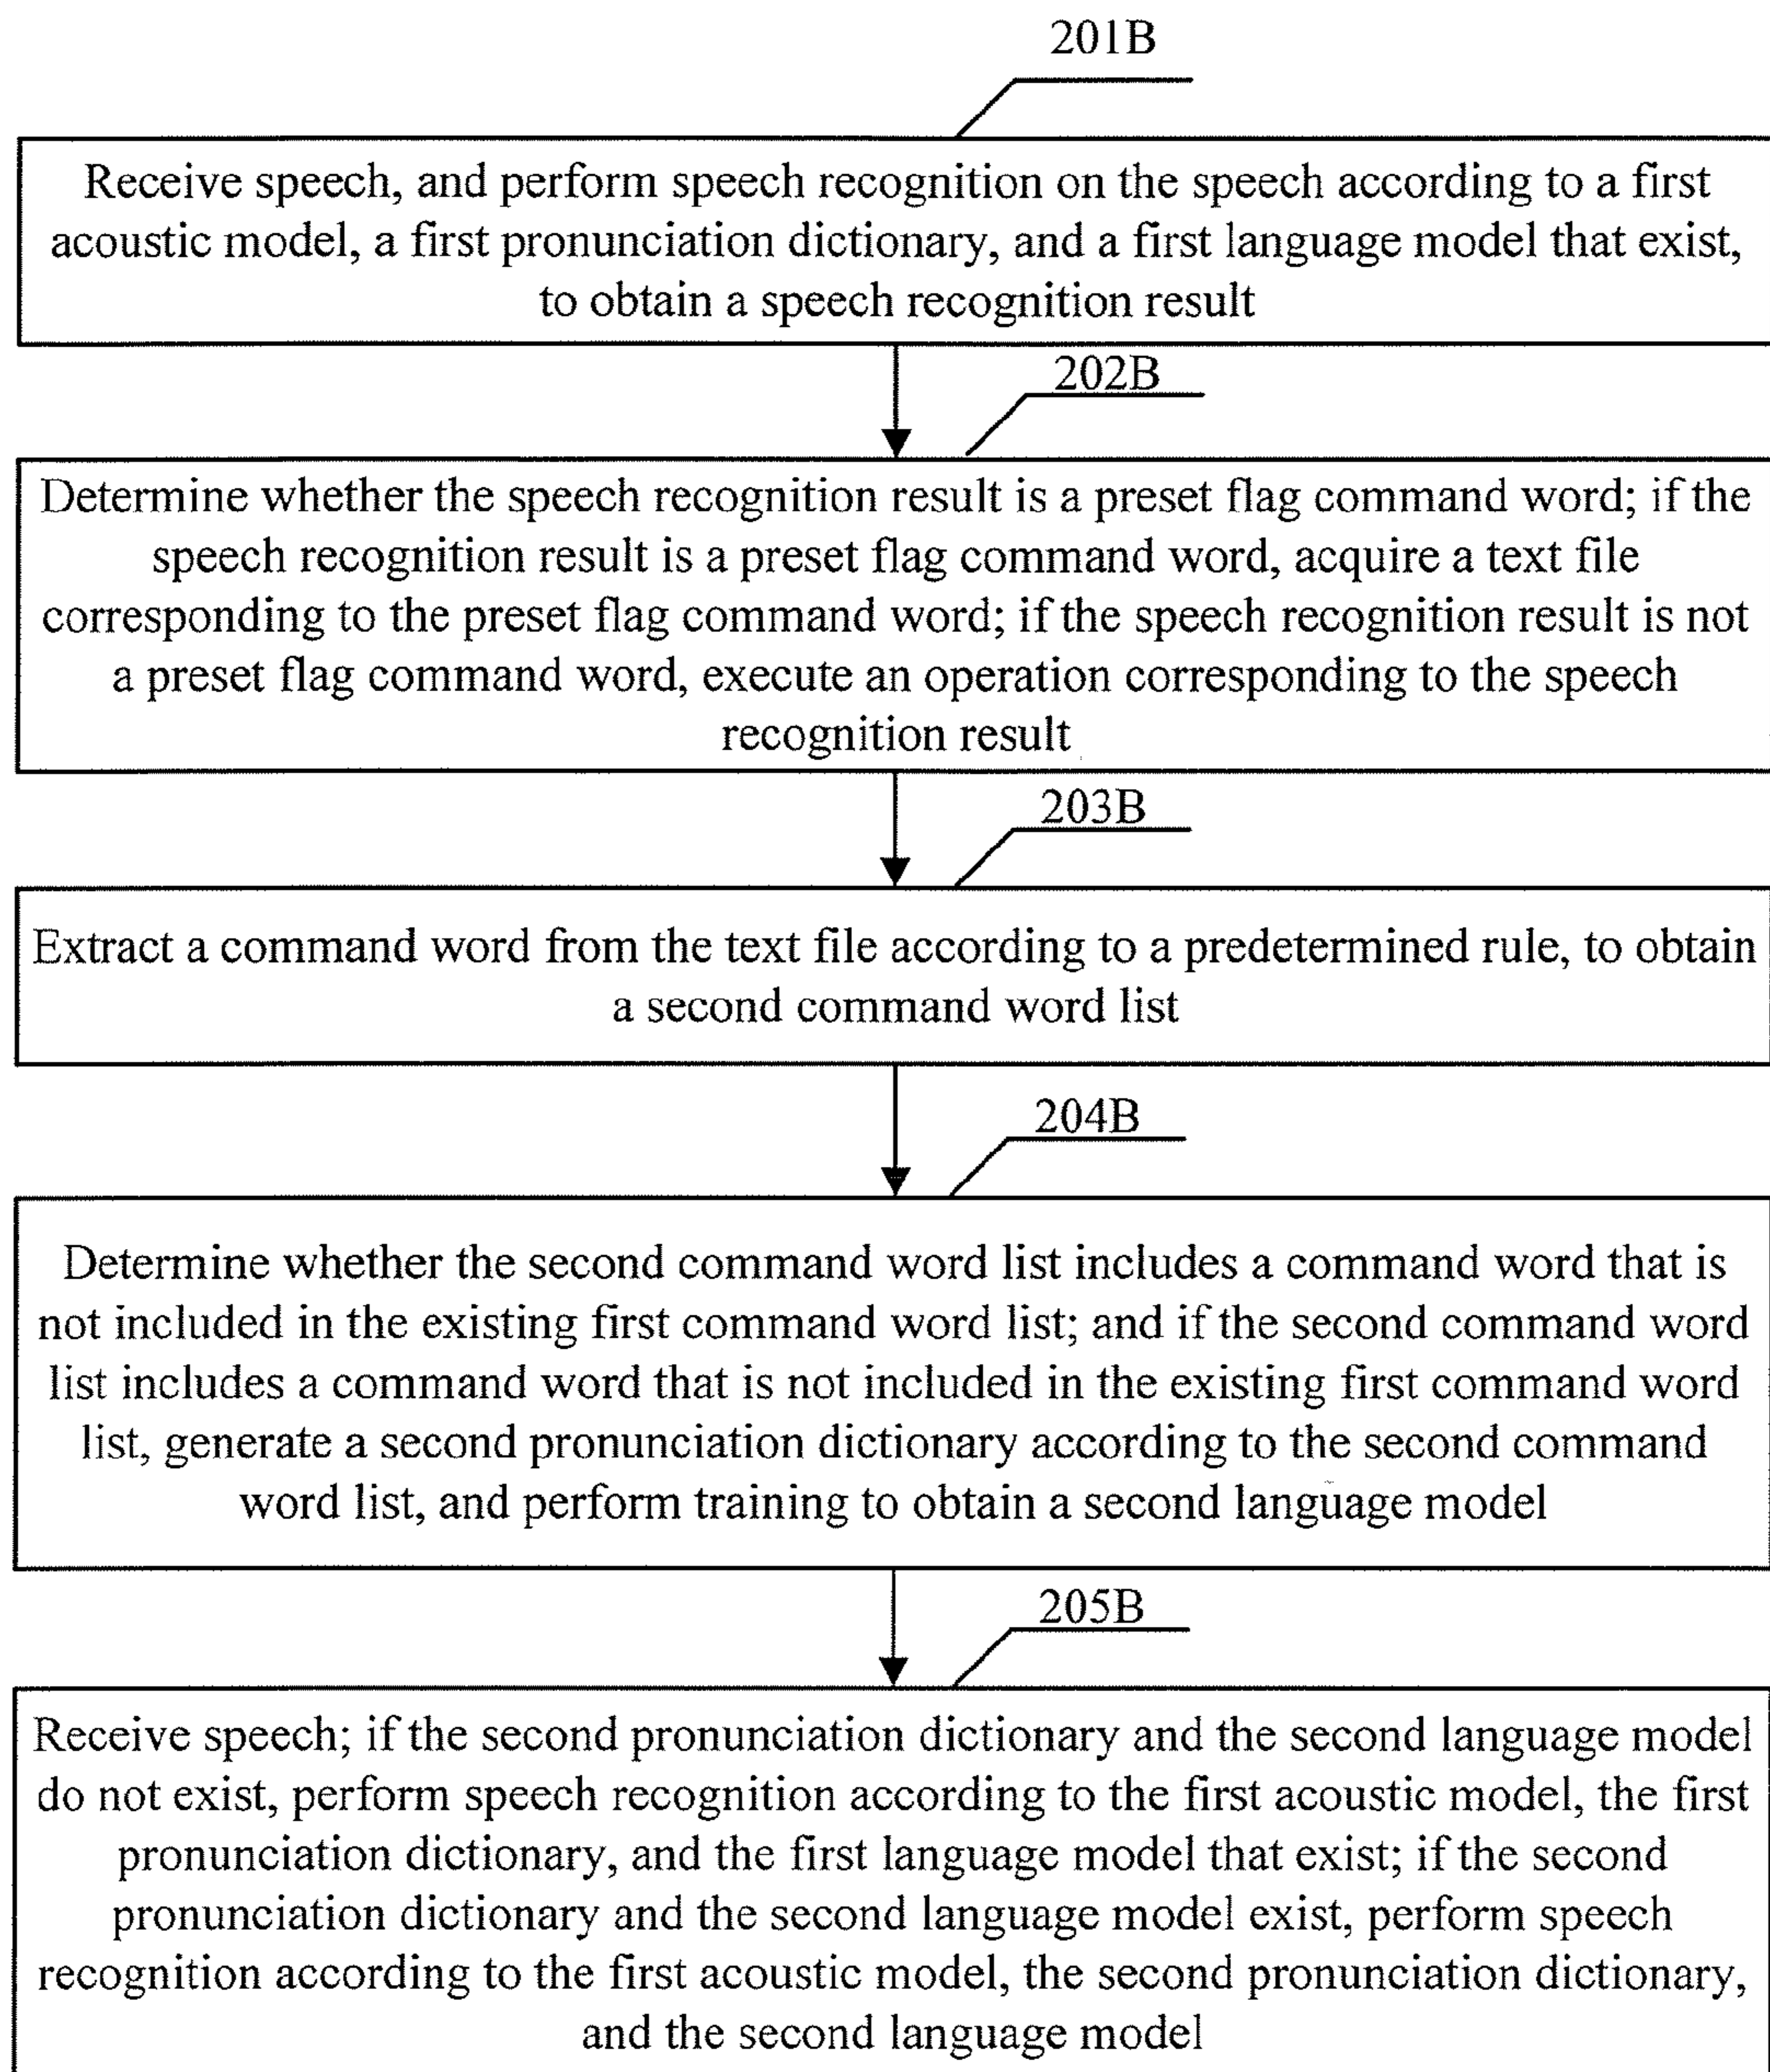 201B
Receive speech, and perform speech recognition on the speech according to a first
acoustic model, a first pronunciation dictionary, and a first language model that exist,
to obtain a speech recognition result
202B
Determine whether the speech recognition result is a preset flag command word; if the
speech recognition result is a preset flag command word, acquire a text file
corresponding to the preset flag command word; if the speech recognition result is not
a preset flag command word, execute an operation corresponding to the speech
recognition result
203B
Extract a command word from the text file according to a predetermined rule, to obtain
a second command word list
204B
Determine whether the second command word list includes a command word that is
not included in the existing first command word list; and if the second command word
list includes a command word that is not included in the existing first command word
list, generate a second pronunciation dictionary according to the second command
word list, and perform training to obtain a second language model
205B
Receive speech; if the second pronunciation dictionary and the second language model
do not exist, perform speech recognition according to the first acoustic model, the first
pronunciation dictionary, and the first language model that exist; if the second
pronunciation dictionary and the second language model exist, perform speech
recognition according to the first acoustic model, the second pronunciation dictionary,
and the second language model